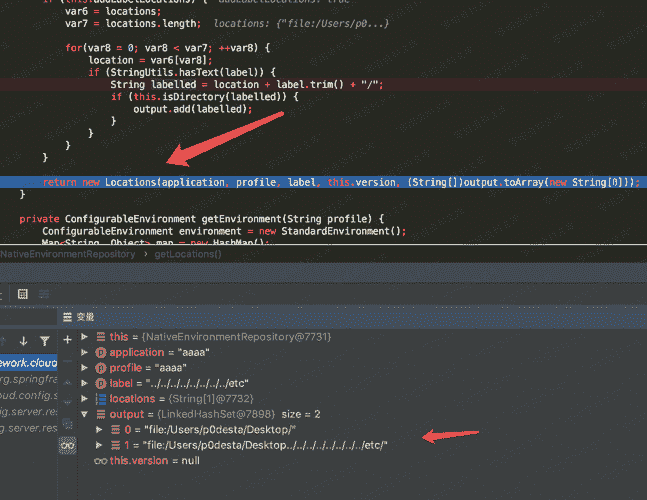 var6 = locations;
var7 = locations.length;  locations: {"file:/Users/p0...}
for(var8 = 0; var8 < var7; ++var8) {
location = var6[var8];
if (StringUtils.hasText(label)) {
String labelled = location + label.trim() + "/";
if (this.isDirectory(labelled)) {
output.add(labelled);
}
}
}
}
return new Locations(application, profile, label, this.version, (String[])output.toArray(new String[0]));
}
private ConfigurableEnvironment getEnvironment(String profile) {
ConfigurableEnvironment environment = new StandardEnvironment();
Map<String, Object> map = new HashMap();
NativeEnvironmentRepository › getLocations()
变量
this = {NativeEnvironmentRepository@7731}
application = "aaaa"
ework.cloud
profile = "aaaa"
rg.springfra
label = "../../../../../../../../etc"
oud.config.s
locations = {String[1]@7732}
ig.server.res
output = {LinkedHashSet@7898} size = 2
ig.server.res
0 = "file:/Users/p0desta/Desktop/"
1 = "file:/Users/p0desta/Desktop../../../../../../../../etc/"
this.version = null